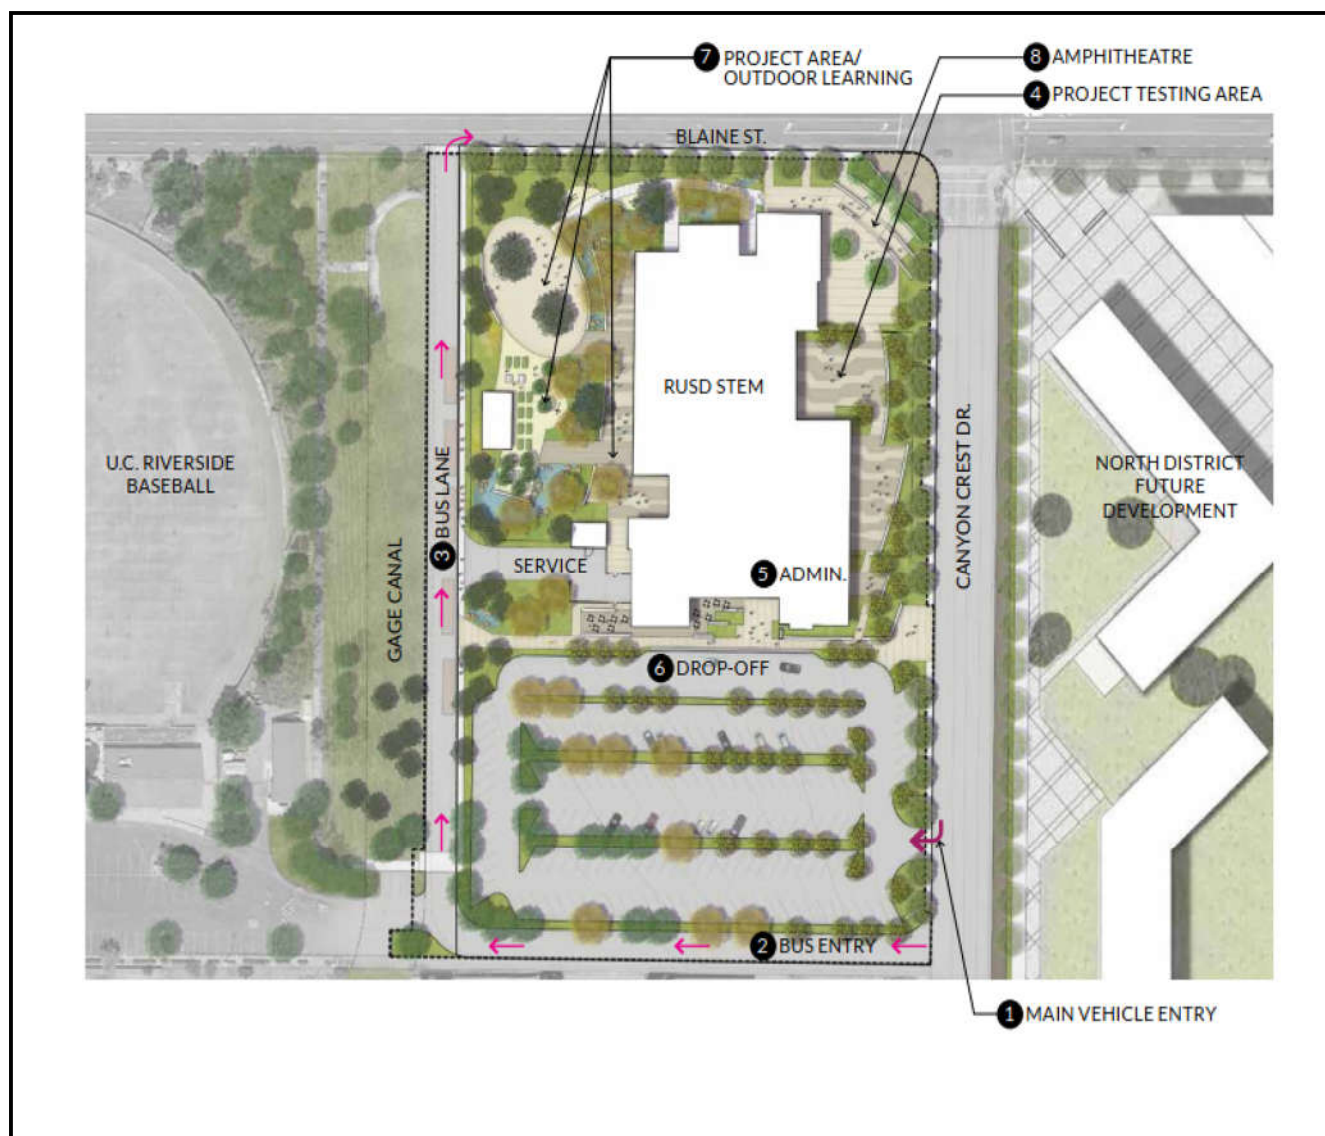 7 PROJECT AREA/
OUTDOOR LEARNING
8 AMPHITHEATRE
4 PROJECT TESTING AREA
BLAINE ST.
RUSD STEM
U.C. RIVERSIDE
BASEBALL
3 BUS LANE
GAGE CANAL
CANYON CREST DR.
NORTH DISTRICT
FUTURE
DEVELOPMENT
SERVICE
5 ADMIN.
6 DROP-OFF
2 BUS ENTRY
1 MAIN VEHICLE ENTRY